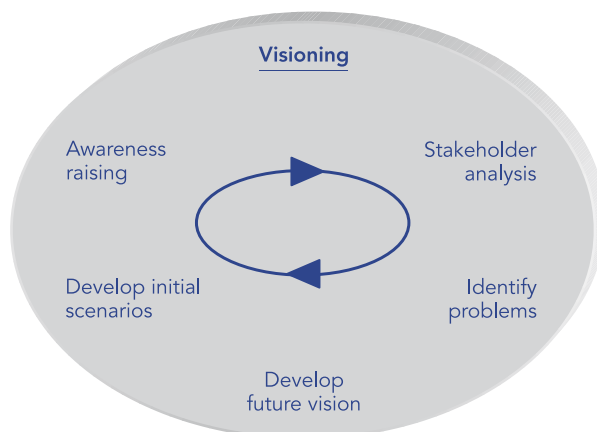 Visioning
Awareness
raising
Stakeholder
analysis
Develop initial
scenarios
Identify
problems
Develop
future vision